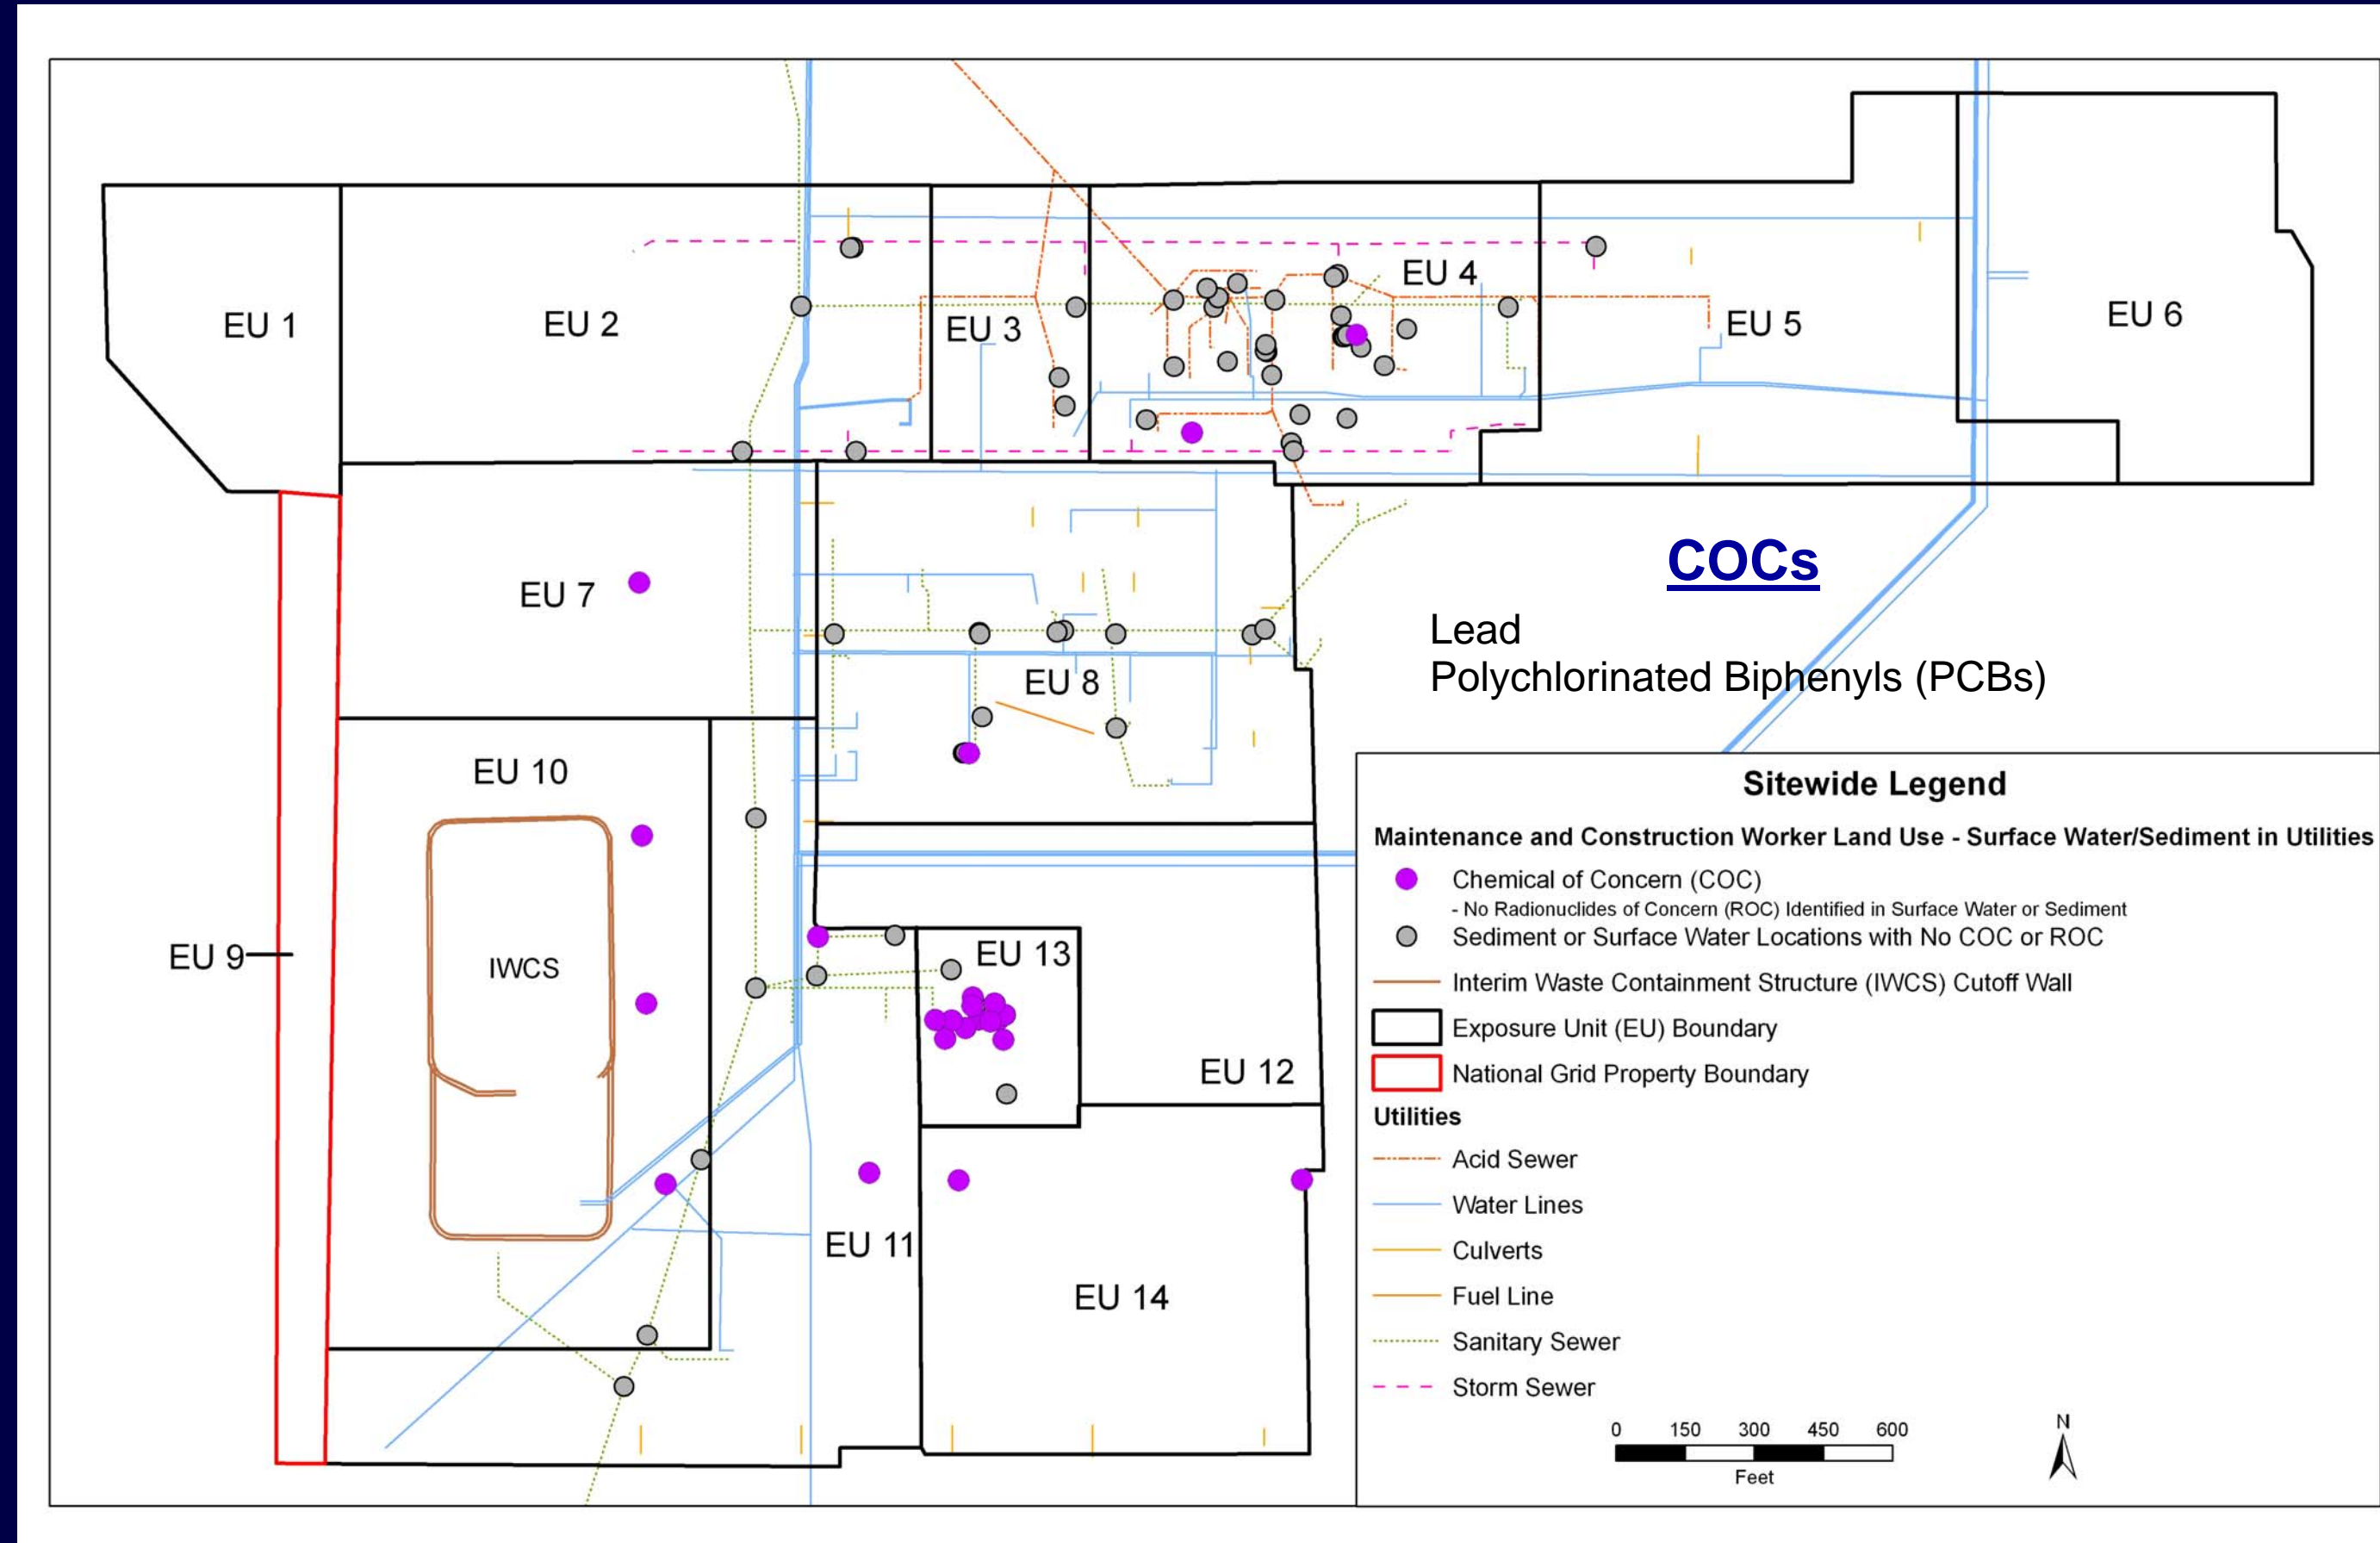 EU 1
EU 2
EU 3
EU 4
EU 5
EU 6
EU 7
EU 8
EU 9
EU 10
IWCS
EU 11
EU 12
EU 13
EU 14
COCs
Lead
Polychlorinated Biphenyls (PCBs)
Sitewide Legend
Maintenance and Construction Worker Land Use - Surface Water/Sediment in Utilities
Chemical of Concern (COC)
- No Radionuclides of Concern (ROC) Identified in Surface Water or Sediment
Sediment or Surface Water Locations with No COC or ROC
Interim Waste Containment Structure (IWCS) Cutoff Wall
Exposure Unit (EU) Boundary
National Grid Property Boundary
Utilities
Acid Sewer
Water Lines
Culverts
Fuel Line
Sanitary Sewer
Storm Sewer
0 150 300 450 600
Feet
N